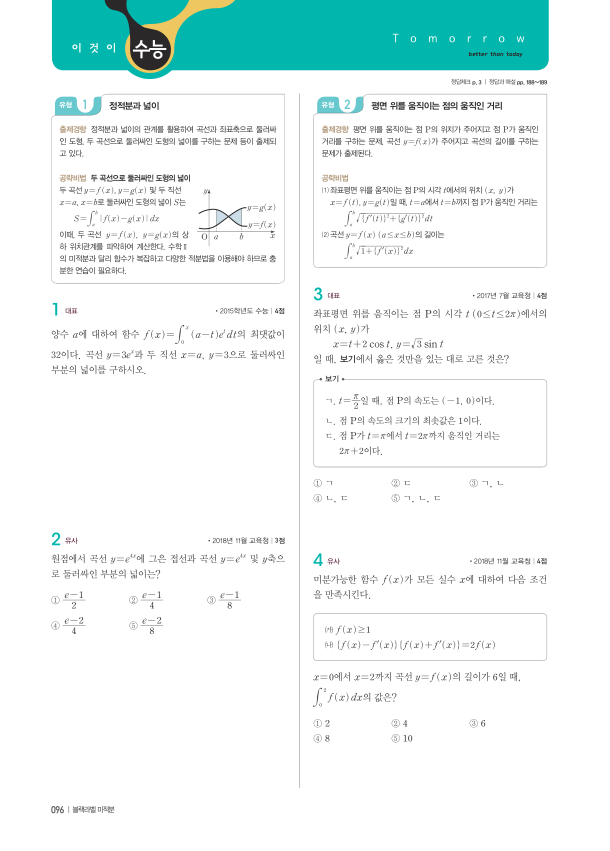 이것이 수능
Tomorrow
better than today
정답체크 p. 3 | 정답과 해설 pp. 188~189
유형 1 정적분과 넓이
출제경향 정적분과 넓이의 관계를 활용하여 곡선과 좌표축으로 둘러싸
인 도형, 두 곡선으로 둘러싸인 도형의 넓이를 구하는 문제 등이 출제되
고 있다.
공략비법 두 곡선으로 둘러싸인 도형의 넓이
두 곡선 y=f(x), y=g(x) 및 두 직선
x=a, x=b로 둘러싸인 도형의 넓이 S는
S=∫_a^b |f(x)-g(x)|dx
이때, 두 곡선 y=f(x), y=g(x)의 상
하 위치관계를 파악하여 계산한다. 수학Ⅱ
의 미적분과 달리 함수가 복잡하고 다양한 적분법을 이용해야 하므로 충
분한 연습이 필요하다.
y
y=g(x)
y=f(x)
O a b x
1 대표 • 2015학년도 수능 | 4점
양수 a에 대하여 함수 f(x)=∫_0^x (a-t)e^t dt의 최댓값이
32이다. 곡선 y=3e^x과 두 직선 x=a, y=3으로 둘러싸인
부분의 넓이를 구하시오.
2 유사 • 2018년 11월 교육청 | 3점
원점에서 곡선 y=e^{4x}에 그은 접선과 곡선 y=e^{4x} 및 y축으
로 둘러싸인 부분의 넓이는?
① (e-1)/2 ② (e-1)/4 ③ (e-1)/8
④ (e-2)/4 ⑤ (e-2)/8
유형 2 평면 위를 움직이는 점의 움직인 거리
출제경향 평면 위를 움직이는 점 P의 위치가 주어지고 점 P가 움직인
거리를 구하는 문제, 곡선 y=f(x)가 주어지고 곡선의 길이를 구하는
문제가 출제된다.
공략비법
⑴ 좌표평면 위를 움직이는 점 P의 시각 t에서의 위치 (x, y)가
x=f(t), y=g(t)일 때, t=a에서 t=b까지 점 P가 움직인 거리는
∫_a^b √({f′(t)}²+{g′(t)}²)dt
⑵ 곡선 y=f(x) (a≤x≤b)의 길이는
∫_a^b √(1+{f′(x)}²)dx
3 대표 • 2017년 7월 교육청 | 4점
좌표평면 위를 움직이는 점 P의 시각 t (0≤t≤2π)에서의
위치 (x, y)가
x=t+2 cos t, y=√3 sin t
일 때, 보기에서 옳은 것만을 있는 대로 고른 것은?
• 보기 •
ㄱ. t=π/2일 때, 점 P의 속도는 (-1, 0)이다.
ㄴ. 점 P의 속도의 크기의 최솟값은 1이다.
ㄷ. 점 P가 t=π에서 t=2π까지 움직인 거리는
2π+2이다.
① ㄱ ② ㄷ ③ ㄱ, ㄴ
④ ㄴ, ㄷ ⑤ ㄱ, ㄴ, ㄷ
4 유사 • 2018년 11월 교육청 | 4점
미분가능한 함수 f(x)가 모든 실수 x에 대하여 다음 조건
을 만족시킨다.
㈎ f(x)≥1
㈏ {f(x)-f′(x)}{f(x)+f′(x)}=2f(x)
x=0에서 x=2까지 곡선 y=f(x)의 길이가 6일 때,
∫_0^2 f(x)dx의 값은?
① 2 ② 4 ③ 6
④ 8 ⑤ 10
096 | 블랙라벨 미적분